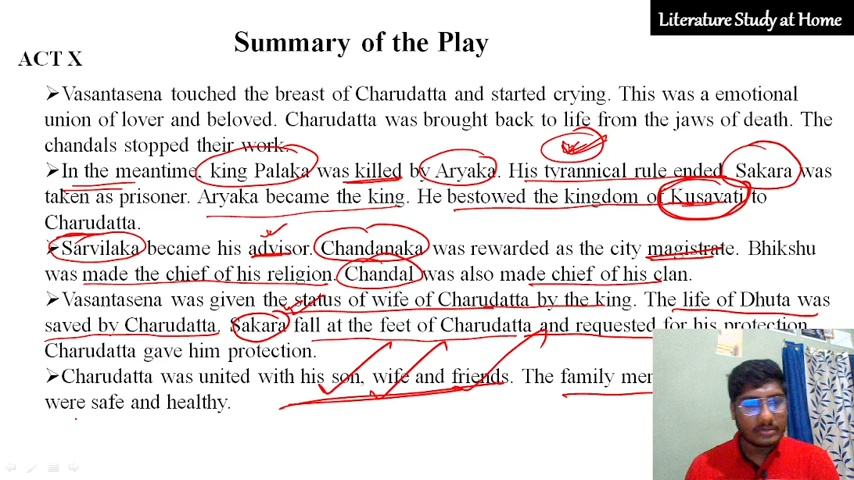 Literature Study at Home
Summary of the Play
ACT X
➢Vasantasena touched the breast of Charudatta and started crying. This was a emotional
union of lover and beloved. Charudatta was brought back to life from the jaws of death. The
chandals stopped their work.
➢In the meantime, king Palaka was killed by Aryaka. His tyrannical rule ended. Sakara was
taken as prisoner. Aryaka became the king. He bestowed the kingdom of Kusavati to
Charudatta.
➢Sarvilaka became his advisor. Chandanaka was rewarded as the city magistrate. Bhikshu
was made the chief of his religion. Chandal was also made chief of his clan.
➢Vasantasena was given the status of wife of Charudatta by the king. The life of Dhuta was
saved by Charudatta. Sakara fall at the feet of Charudatta and requested for his protection.
Charudatta gave him protection.
➢Charudatta was united with his son, wife and friends. The family
were safe and healthy.